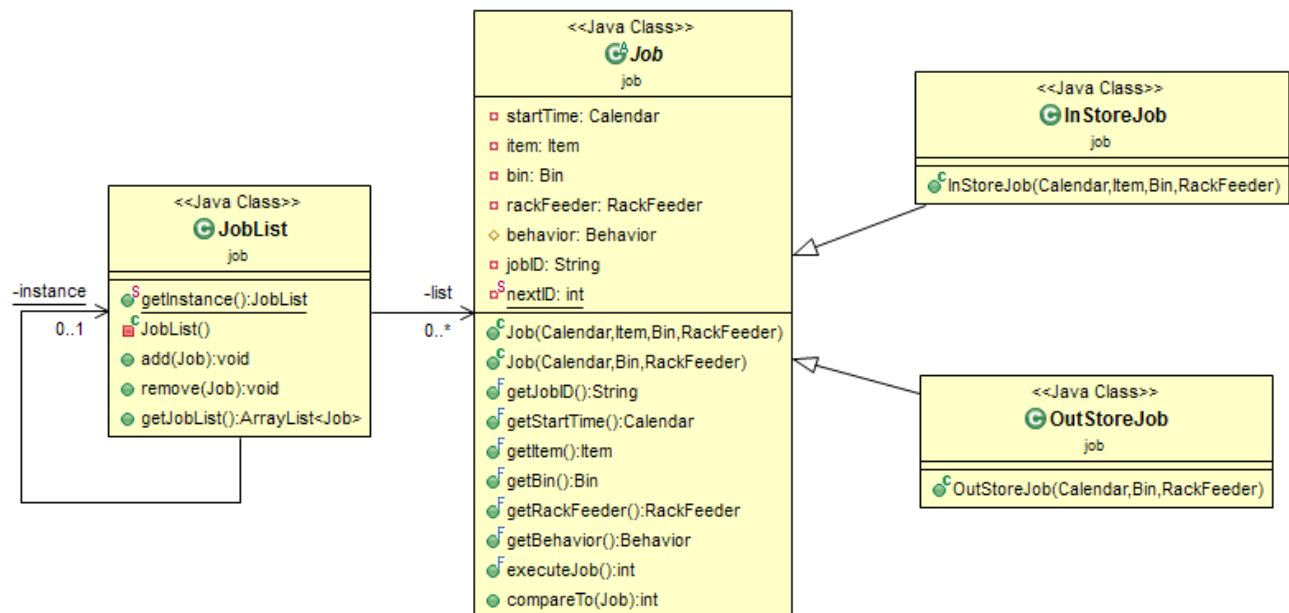 <<Java Class>>
JobList
job
getInstance():JobList
JobList()
add(Job):void
remove(Job):void
getJobList():ArrayList<Job>
-instance
0..1
-list
0..*
<<Java Class>>
Job
job
startTime: Calendar
item: Item
bin: Bin
rackFeeder: RackFeeder
behavior: Behavior
jobID: String
nextID: int
Job(Calendar,Item,Bin,RackFeeder)
Job(Calendar,Bin,RackFeeder)
getJobID():String
getStartTime():Calendar
getItem():Item
getBin():Bin
getRackFeeder():RackFeeder
getBehavior():Behavior
executeJob():int
compareTo(Job):int
<<Java Class>>
InStoreJob
job
InStoreJob(Calendar,Item,Bin,RackFeeder)
<<Java Class>>
OutStoreJob
job
OutStoreJob(Calendar,Bin,RackFeeder)